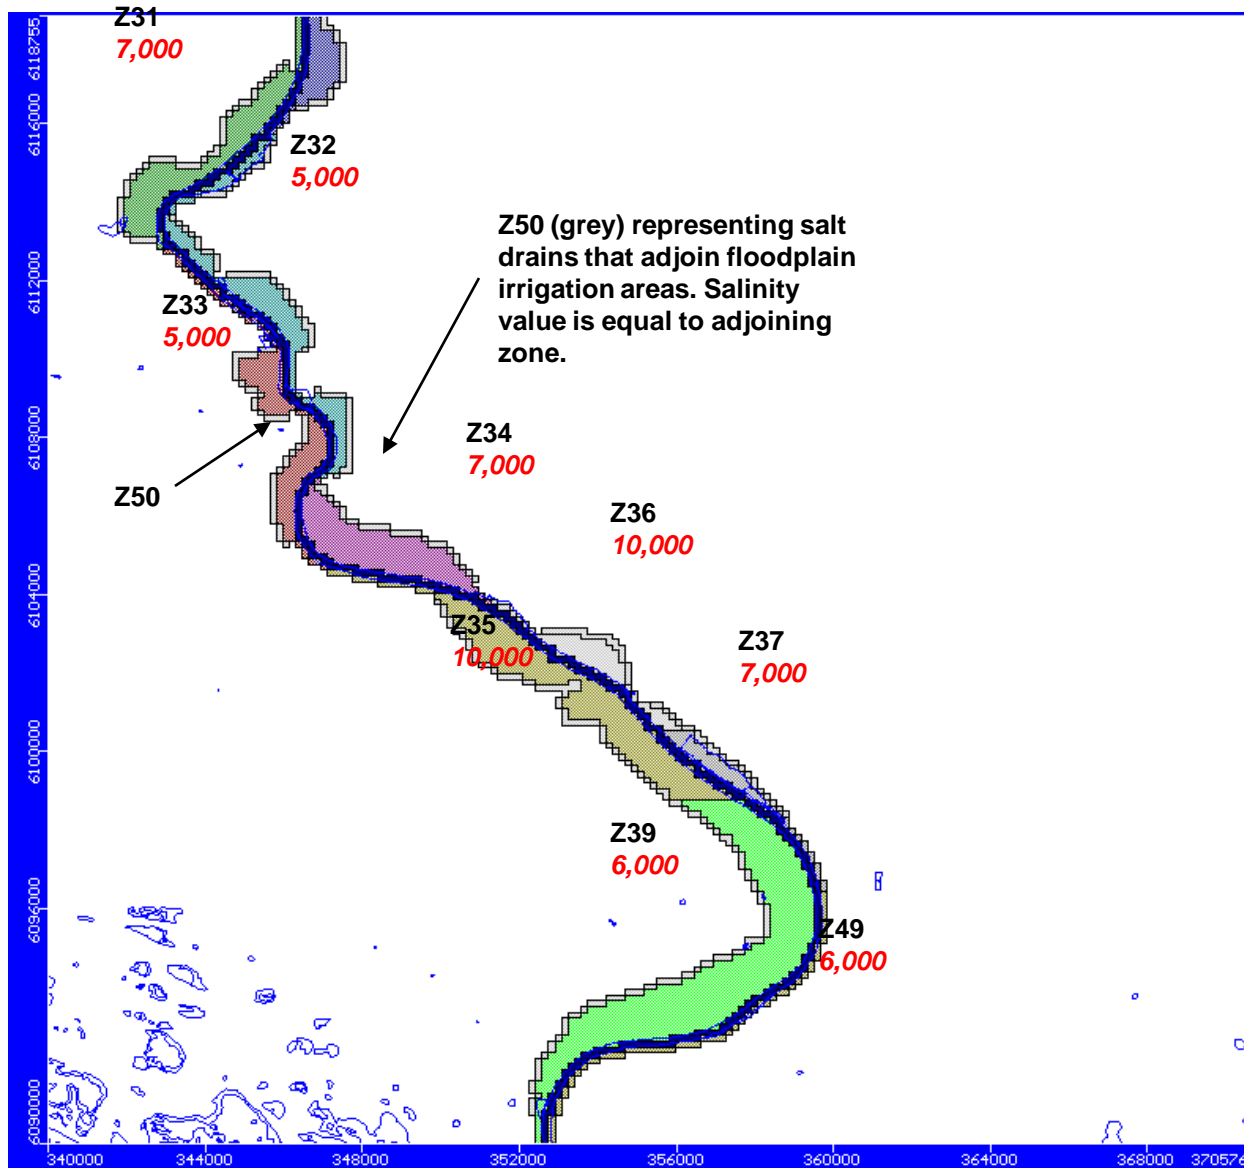 Z31
7,000
Z32
5,000
Z50 (grey) representing salt
drains that adjoin floodplain
irrigation areas. Salinity
value is equal to adjoining
zone.
Z33
5,000
Z34
7,000
Z50
Z36
10,000
Z35
10,000
Z37
7,000
Z39
6,000
Z49
6,000
6118755
6116000
6112000
6108000
6104000
6100000
6096000
6090000
340000
344000
348000
352000
356000
360000
364000
368000
370576